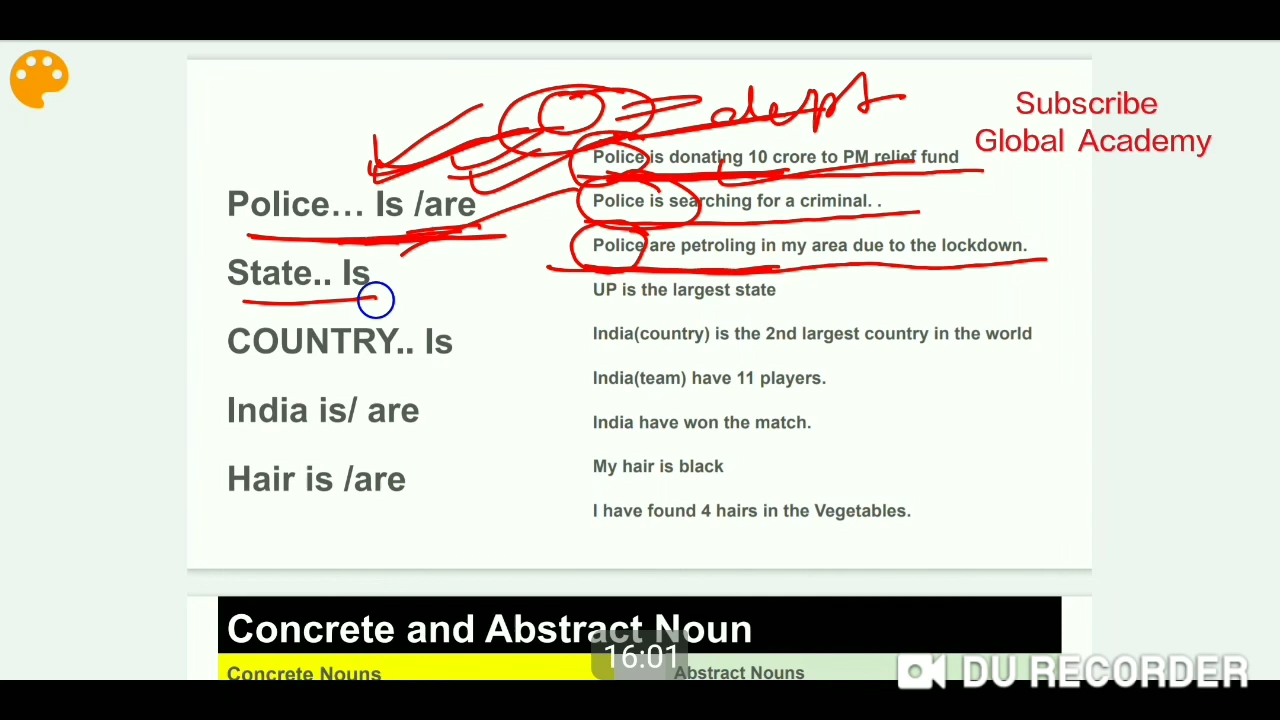 dept
Subscribe
Global Academy
Police is donating 10 crore to PM relief fund
Police… Is /are
Police is searching for a criminal. .
Police are petroling in my area due to the lockdown.
State.. Is
UP is the largest state
COUNTRY.. Is
India(country) is the 2nd largest country in the world
India(team) have 11 players.
India is/ are
India have won the match.
My hair is black
Hair is /are
I have found 4 hairs in the Vegetables.
Concrete and Abstract Noun
16:01
Concrete Nouns
Abstract Nouns
DU RECORDER